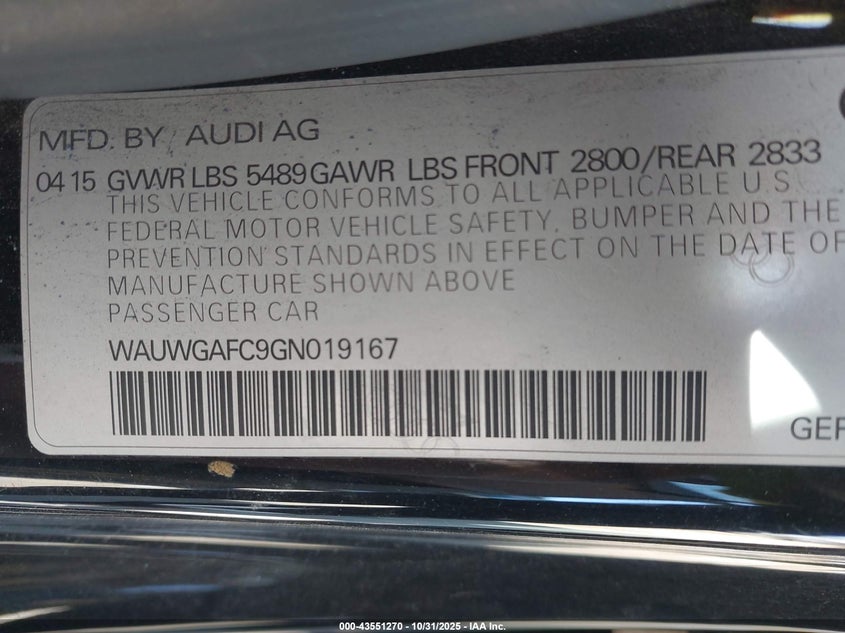 MFD. BY AUDI AG
04 15 GVWR LBS 5489 GAWR LBS FRONT 2800/REAR 2833
THIS VEHICLE CONFORMS TO ALL APPLICABLE U S
FEDERAL MOTOR VEHICLE SAFETY, BUMPER AND THE
PREVENTION STANDARDS IN EFFECT ON THE DATE OF
MANUFACTURE SHOWN ABOVE
PASSENGER CAR
WAUWGAFC9GN019167
000-43551270 - 10/31/2025 - IAA Inc.